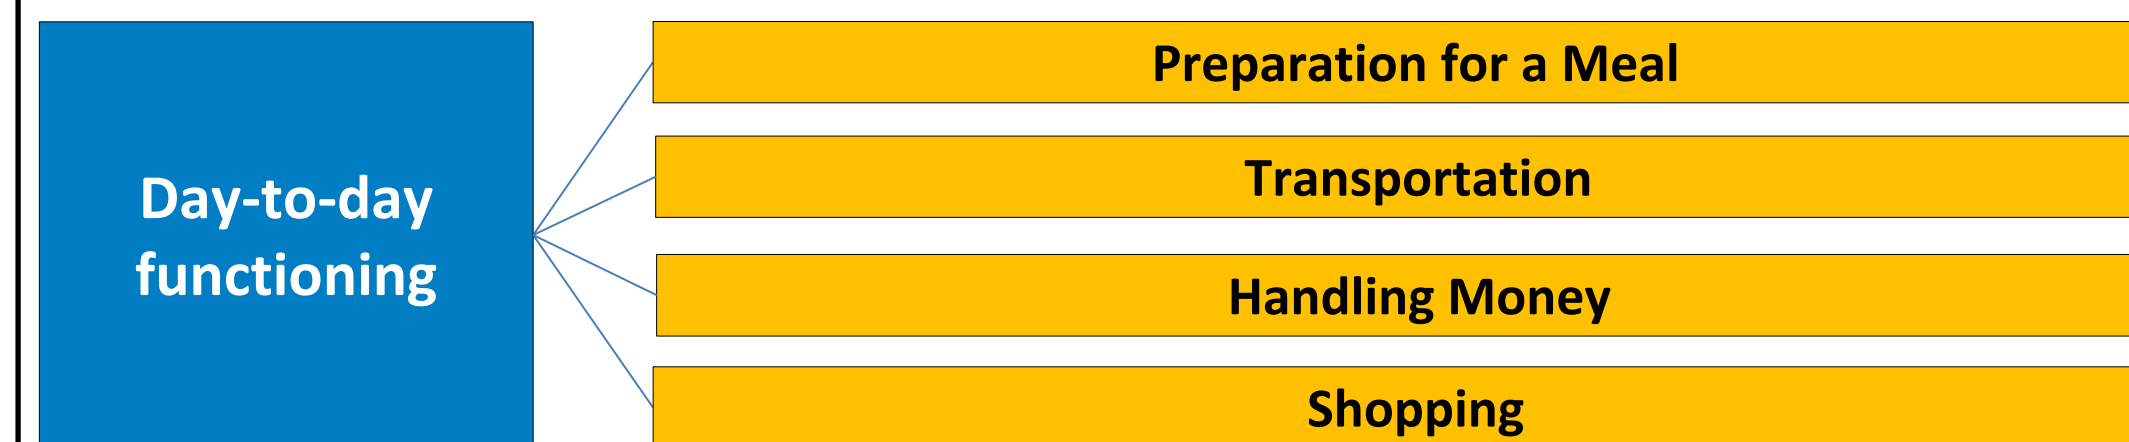 Day-to-day
functioning
Preparation for a Meal
Transportation
Handling Money
Shopping